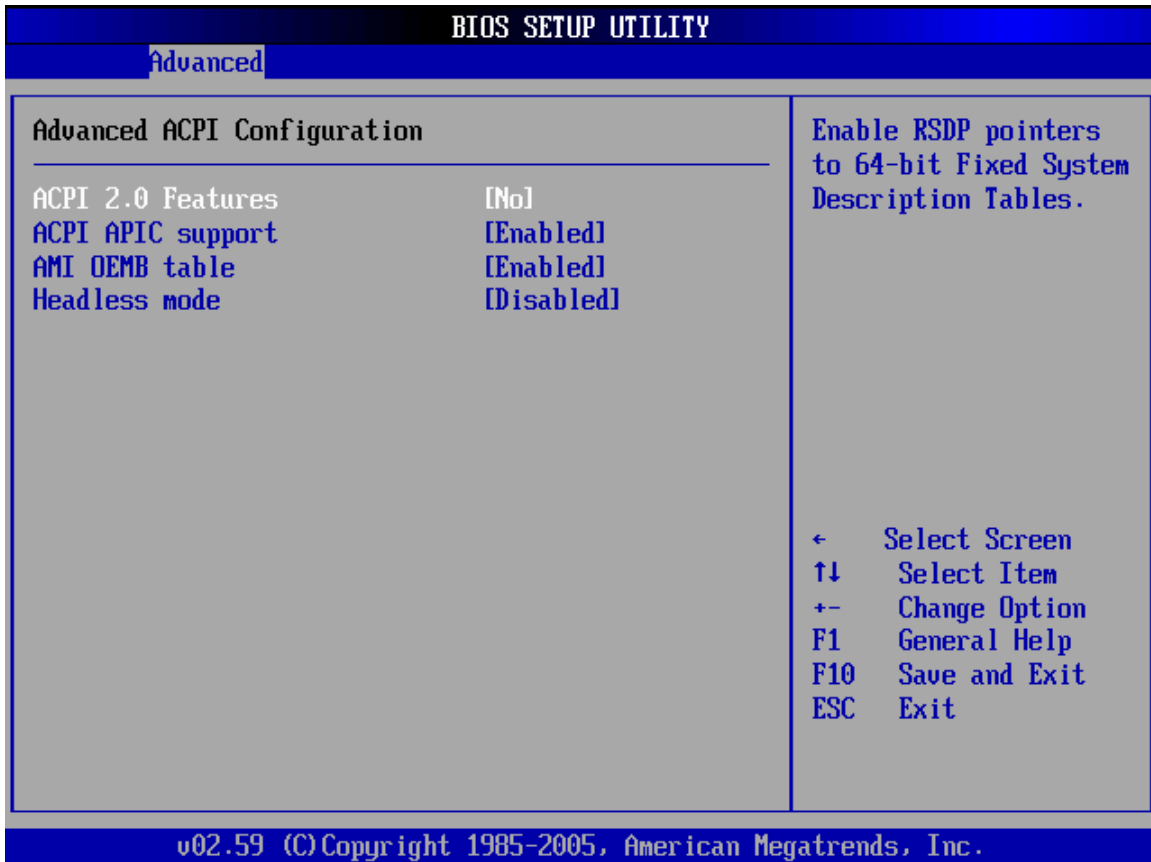 BIOS SETUP UTILITY
Advanced
Advanced ACPI Configuration
ACPI 2.0 Features [No]
ACPI APIC support [Enabled]
AMI OEMB table [Enabled]
Headless mode [Disabled]
Enable RSDP pointers
to 64-bit Fixed System
Description Tables.
← Select Screen
↑↓ Select Item
+- Change Option
F1 General Help
F10 Save and Exit
ESC Exit
v02.59 (C)Copyright 1985-2005, American Megatrends, Inc.